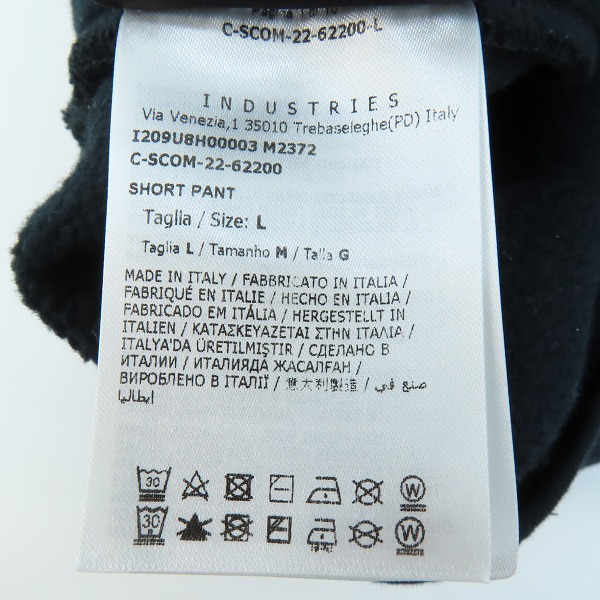 C-SCOM-22-62200-L
INDUSTRIES
Via Venezia,1 35010 Trebaseleghe(PD) Italy
I209U8H00003 M2372
C-SCOM-22-62200
SHORT PANT
Taglia / Size: L
Taglia L / Tamanho M / Talla G
MADE IN ITALY / FABBRICATO IN ITALIA /
FABRIQUÉ EN ITALIE / HECHO EN ITALIA /
FABRICADO EM ITÁLIA / HERGESTELLT IN
ITALIEN / ΚΑΤΑΣΚΕΥΑΖΕΤΑΙ ΣΤΗΝ ΙΤΑΛΙΑ /
ITALYA'DA ÜRETILMIŞTIR / СДЕЛАНО В
ИТАЛИИ / ИТАЛИЯДА ЖАСАЛҒАН /
ВИРОБЛЕНО В ІТАЛІЇ / 意大利製造 / صنع في
إيطاليا
30 W
30 W